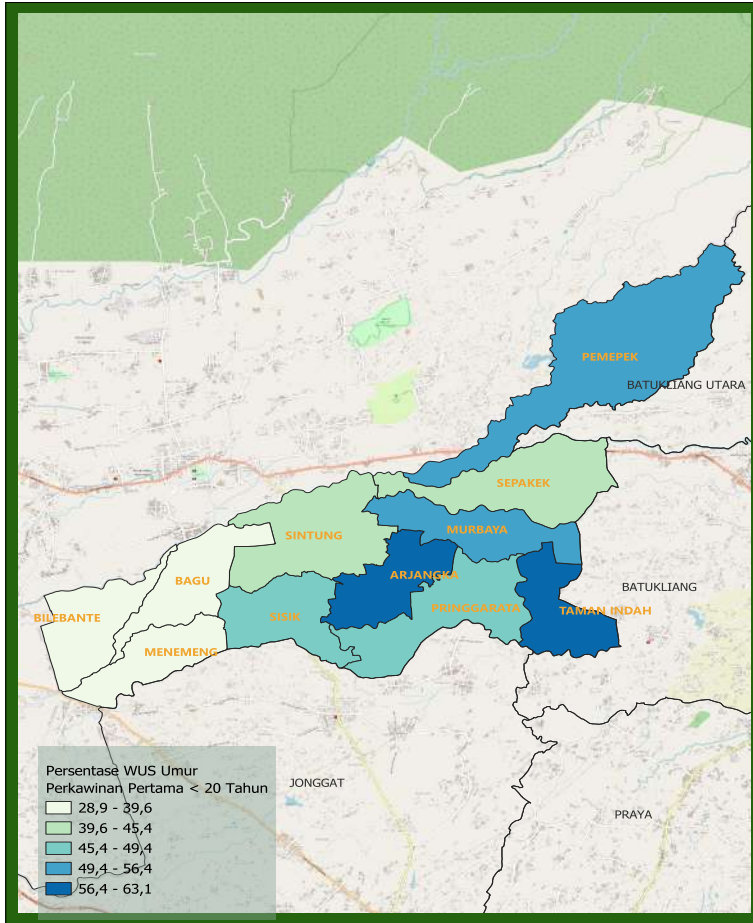 PEMEPEK
BATUKLIANG UTARA
SEPAKEK
MURBAYA
SINTUNG
ARJANGKA
BAGU
PRINGGARATA
BATUKLIANG
BILEBANTE
SISIK
TAMAN INDAH
MENEMENG
Persentase WUS Umur
Perkawinan Pertama < 20 Tahun
28,9 - 39,6
39,6 - 45,4
45,4 - 49,4
49,4 - 56,4
56,4 - 63,1
JONGGAT
PRAYA